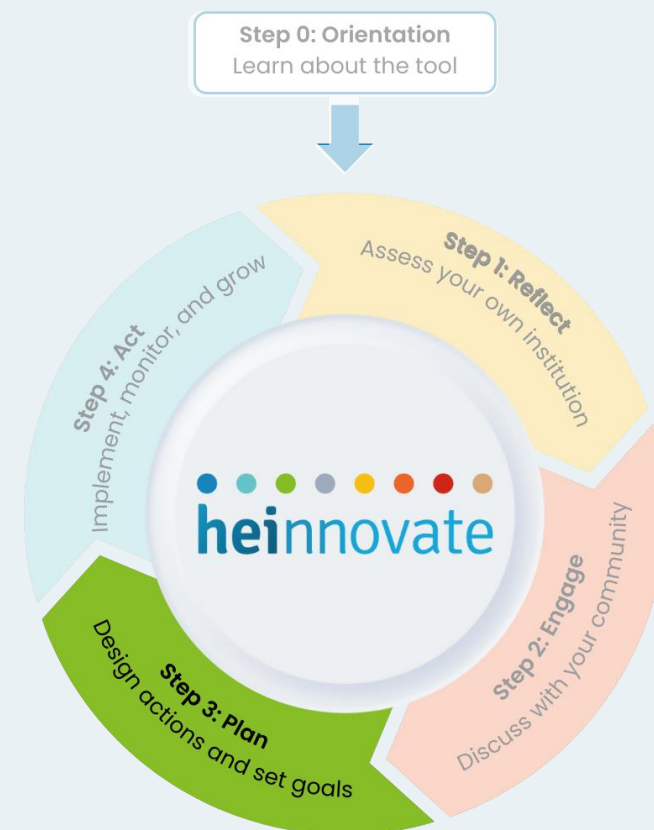 Step 0: Orientation
Learn about the tool
Step 1: Reflect
Assess your own institution
Step 2: Engage
Discuss with your community
Step 3: Plan
Design actions and set goals
Step 4: Act
Implement, monitor, and grow
heinnovate